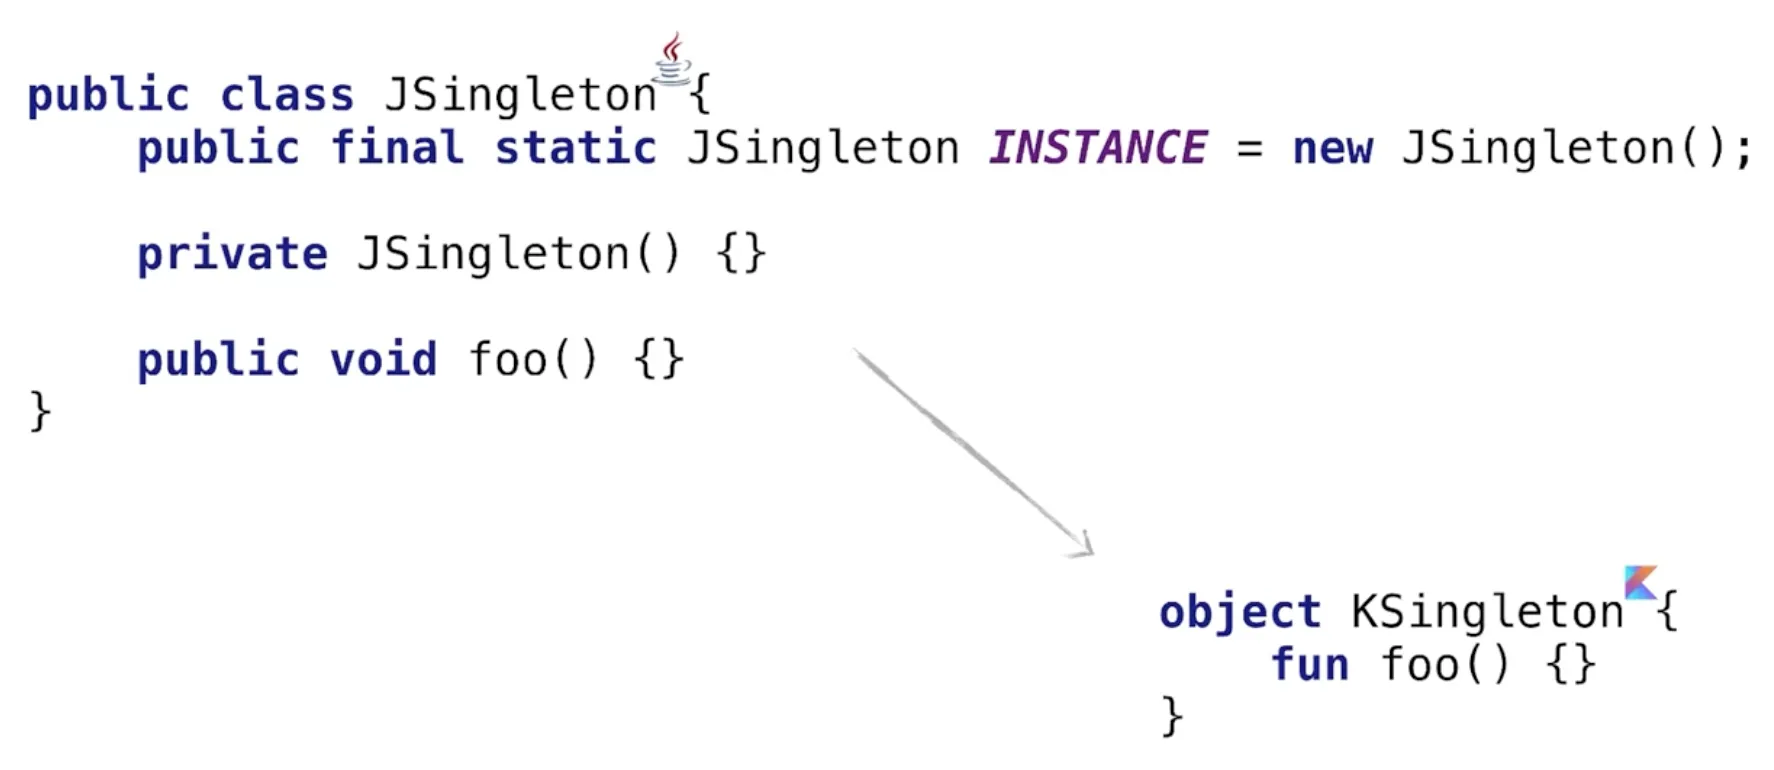 public class JSingleton {
    public final static JSingleton INSTANCE = new JSingleton();
    private JSingleton() {}
    public void foo() {}
}
object KSingleton {
    fun foo() {}
}